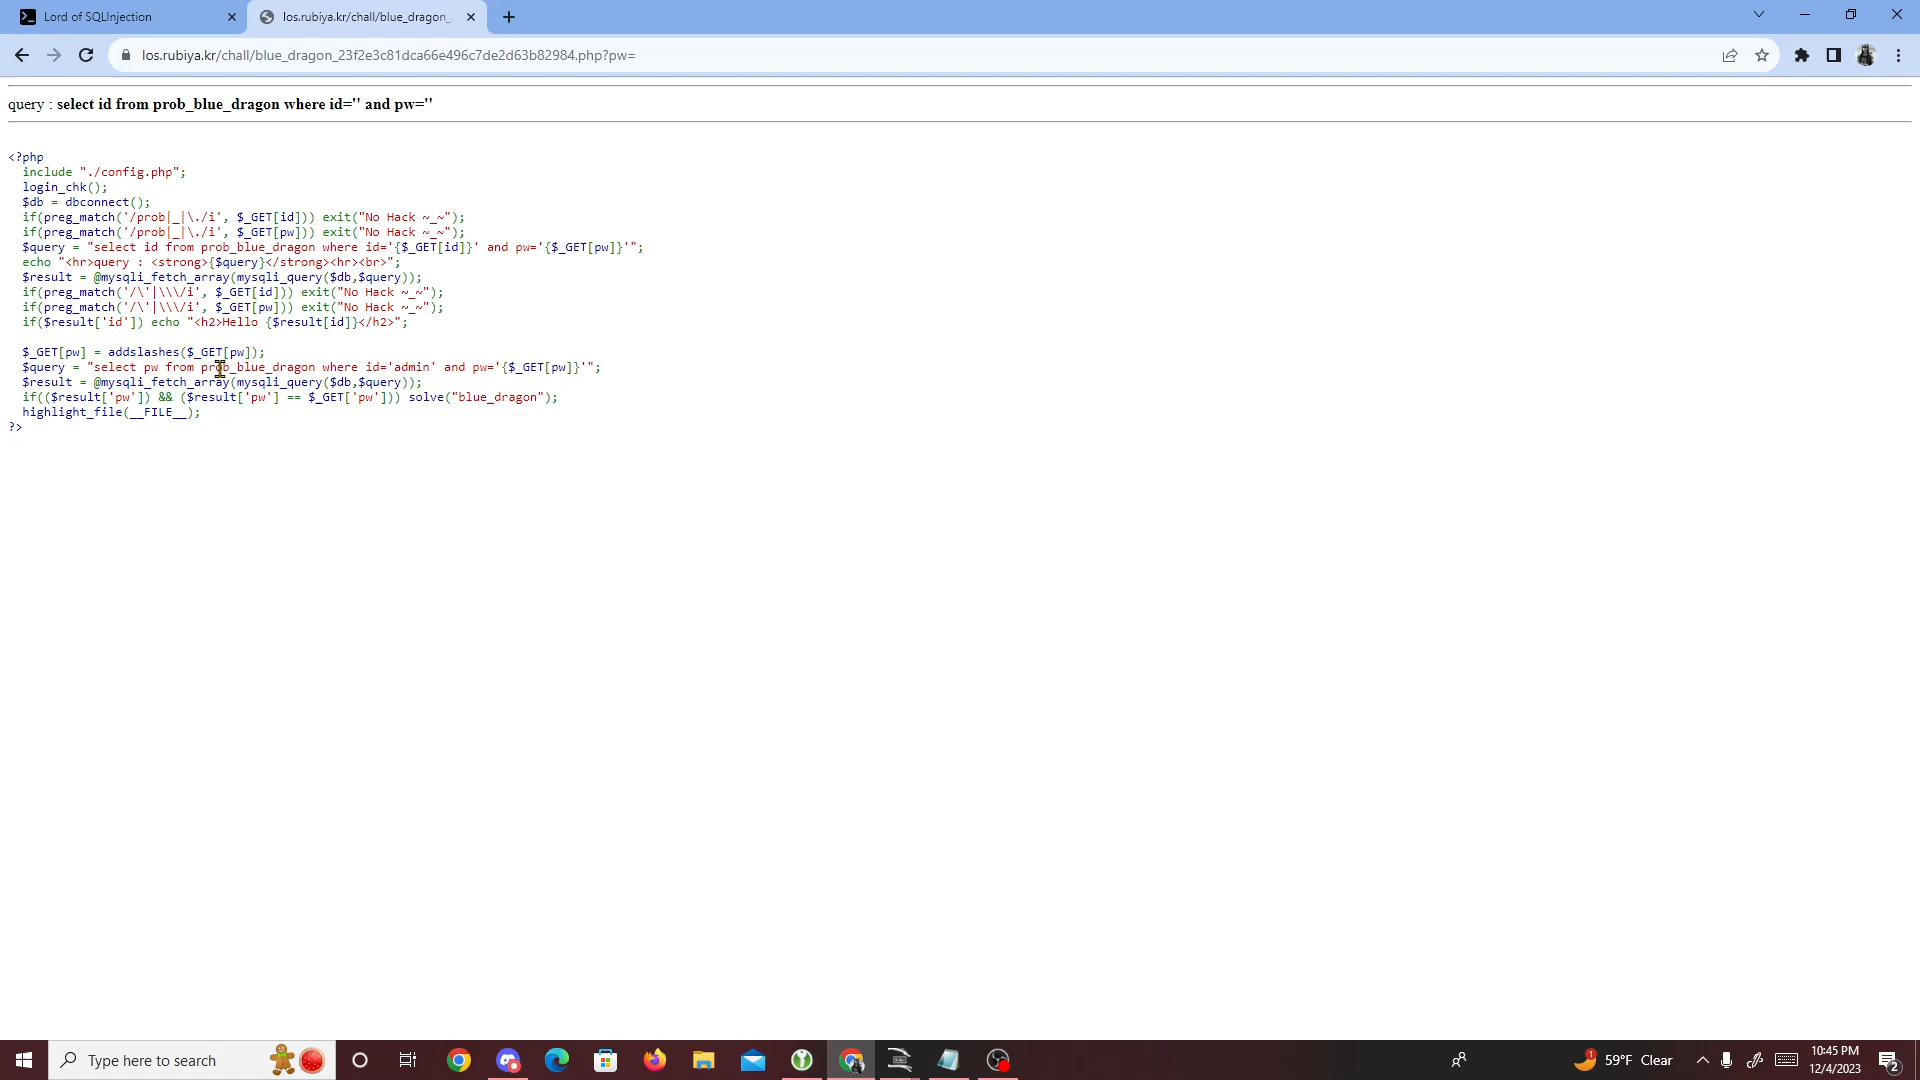 Lord of SQLInjection
los.rubiya.kr/chall/blue_dragon_
los.rubiya.kr/chall/blue_dragon_23f2e3c81dca66e496c7de2d63b82984.php?pw=
query : select id from prob_blue_dragon where id='' and pw=''
<?php
  include "./config.php";
  login_chk();
  $db = dbconnect();
  if(preg_match('/prob|_|\./i', $_GET[id])) exit("No Hack ~_~");
  if(preg_match('/prob|_|\./i', $_GET[pw])) exit("No Hack ~_~");
  $query = "select id from prob_blue_dragon where id='{$_GET[id]}' and pw='{$_GET[pw]}'";
  echo "<hr>query : <strong>{$query}</strong><hr><br>";
  $result = @mysqli_fetch_array(mysqli_query($db,$query));
  if(preg_match('/\'|\\\/i', $_GET[id])) exit("No Hack ~_~");
  if(preg_match('/\'|\\\/i', $_GET[pw])) exit("No Hack ~_~");
  if($result['id']) echo "<h2>Hello {$result[id]}</h2>";
  $_GET[pw] = addslashes($_GET[pw]);
  $query = "select pw from prob_blue_dragon where id='admin' and pw='{$_GET[pw]}'";
  $result = @mysqli_fetch_array(mysqli_query($db,$query));
  if(($result['pw']) && ($result['pw'] == $_GET['pw'])) solve("blue_dragon");
  highlight_file(__FILE__);
?>
Type here to search
1
59°F Clear
10:45 PM
12/4/2023
2